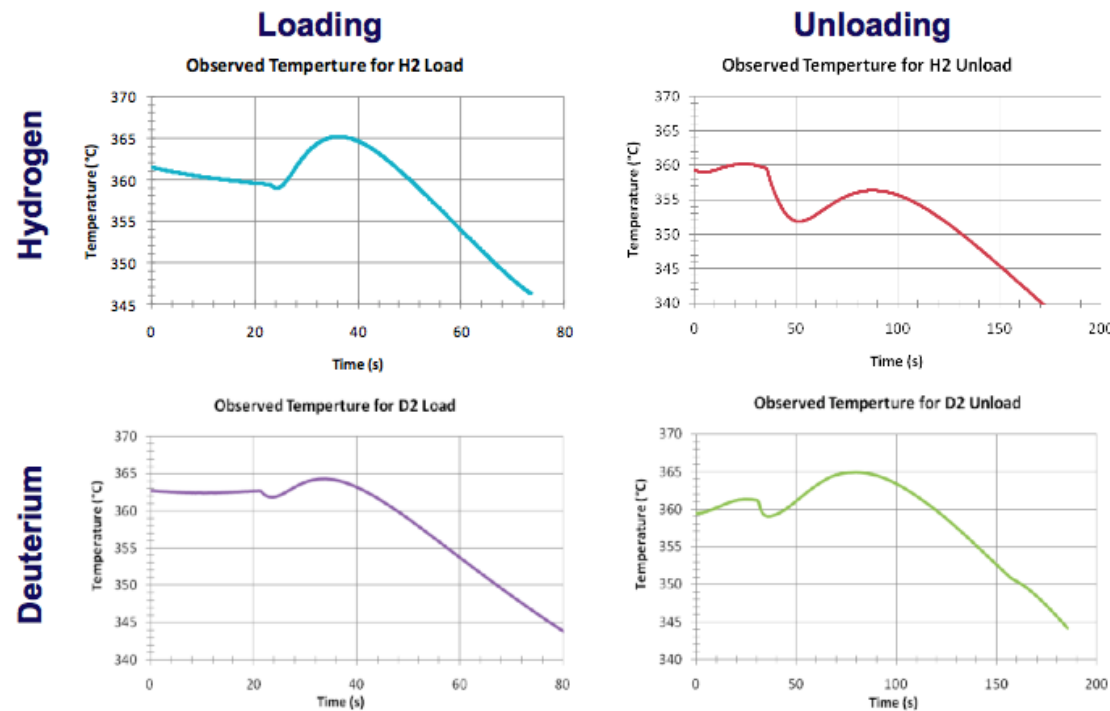 Loading
Unloading
Hydrogen
Observed Temperture for H2 Load
Temperature (°C)
370
365
360
355
350
345
0 20 40 60 80
Time (s)
Observed Temperture for H2 Unload
Temperature (°C)
370
365
360
355
350
345
340
0 50 100 150 200
Time (s)
Deuterium
Observed Temperture for D2 Load
Temperature (°C)
370
365
360
355
350
345
340
0 20 40 60 80
Time (s)
Observed Temperture for D2 Unload
Temperature (°C)
370
365
360
355
350
345
340
0 50 100 150 200
Time (s)